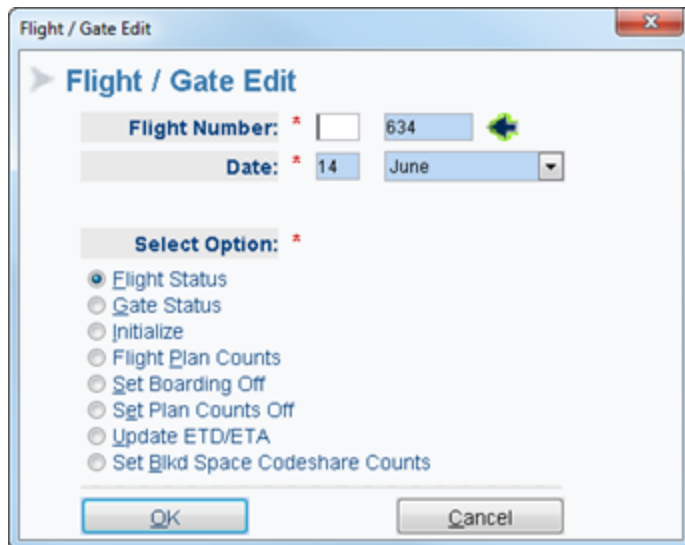 Flight / Gate Edit
Flight / Gate Edit
Flight Number: * 634
Date: * 14 June
Select Option: *
Flight Status
Gate Status
Initialize
Flight Plan Counts
Set Boarding Off
Set Plan Counts Off
Update ETD/ETA
Set Blkd Space Codeshare Counts
OK Cancel